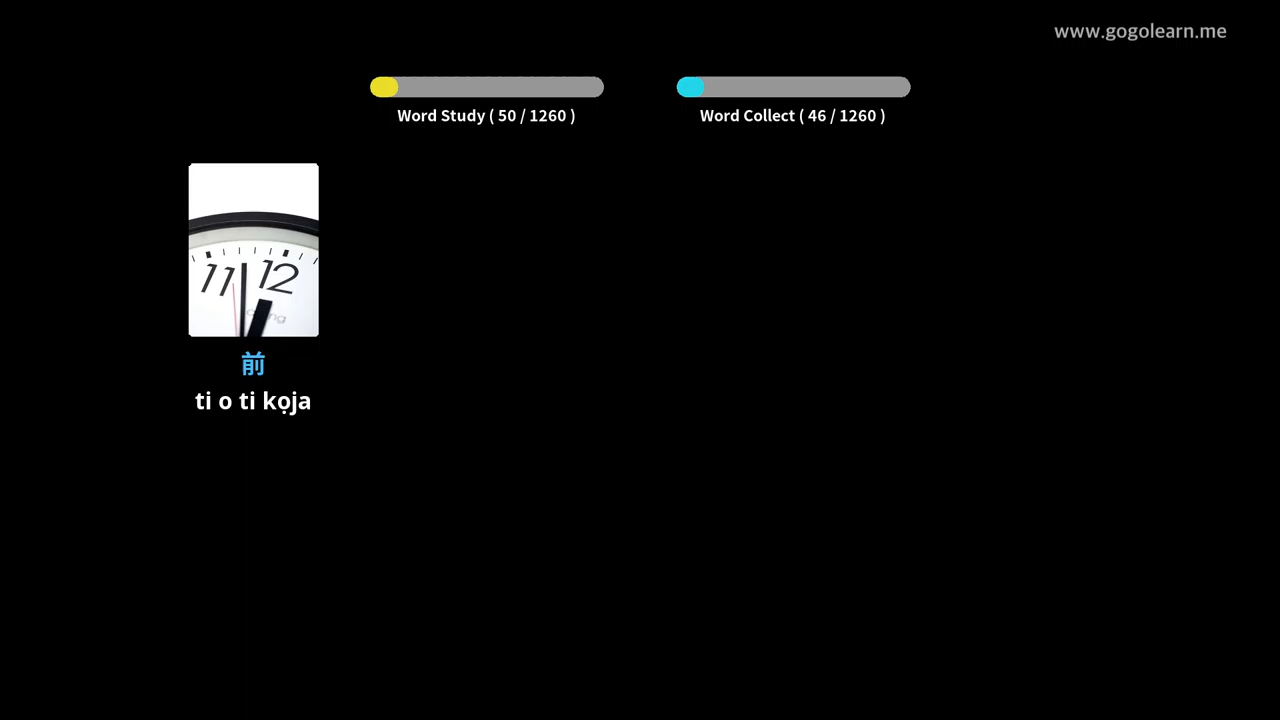 www.gogolearn.me
Word Study ( 50 / 1260 )
Word Collect ( 46 / 1260 )
11 12
前
ti o ti kọja